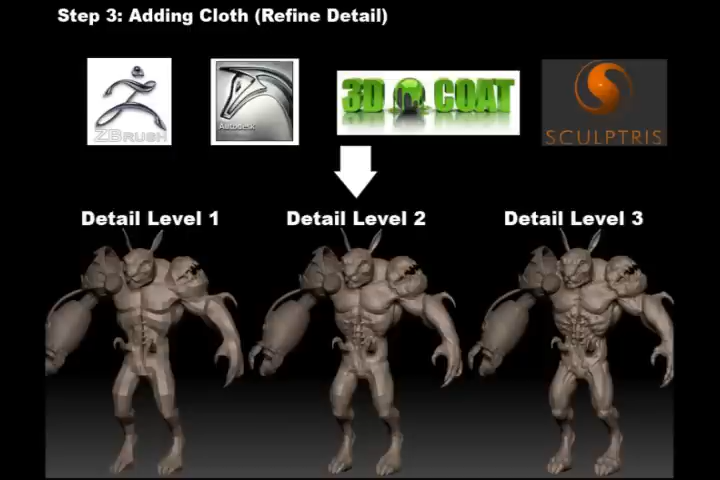 Step 3: Adding Cloth (Refine Detail)
ZBRUSH
Autodesk
3D COAT
SCULPTRIS
Detail Level 1
Detail Level 2
Detail Level 3